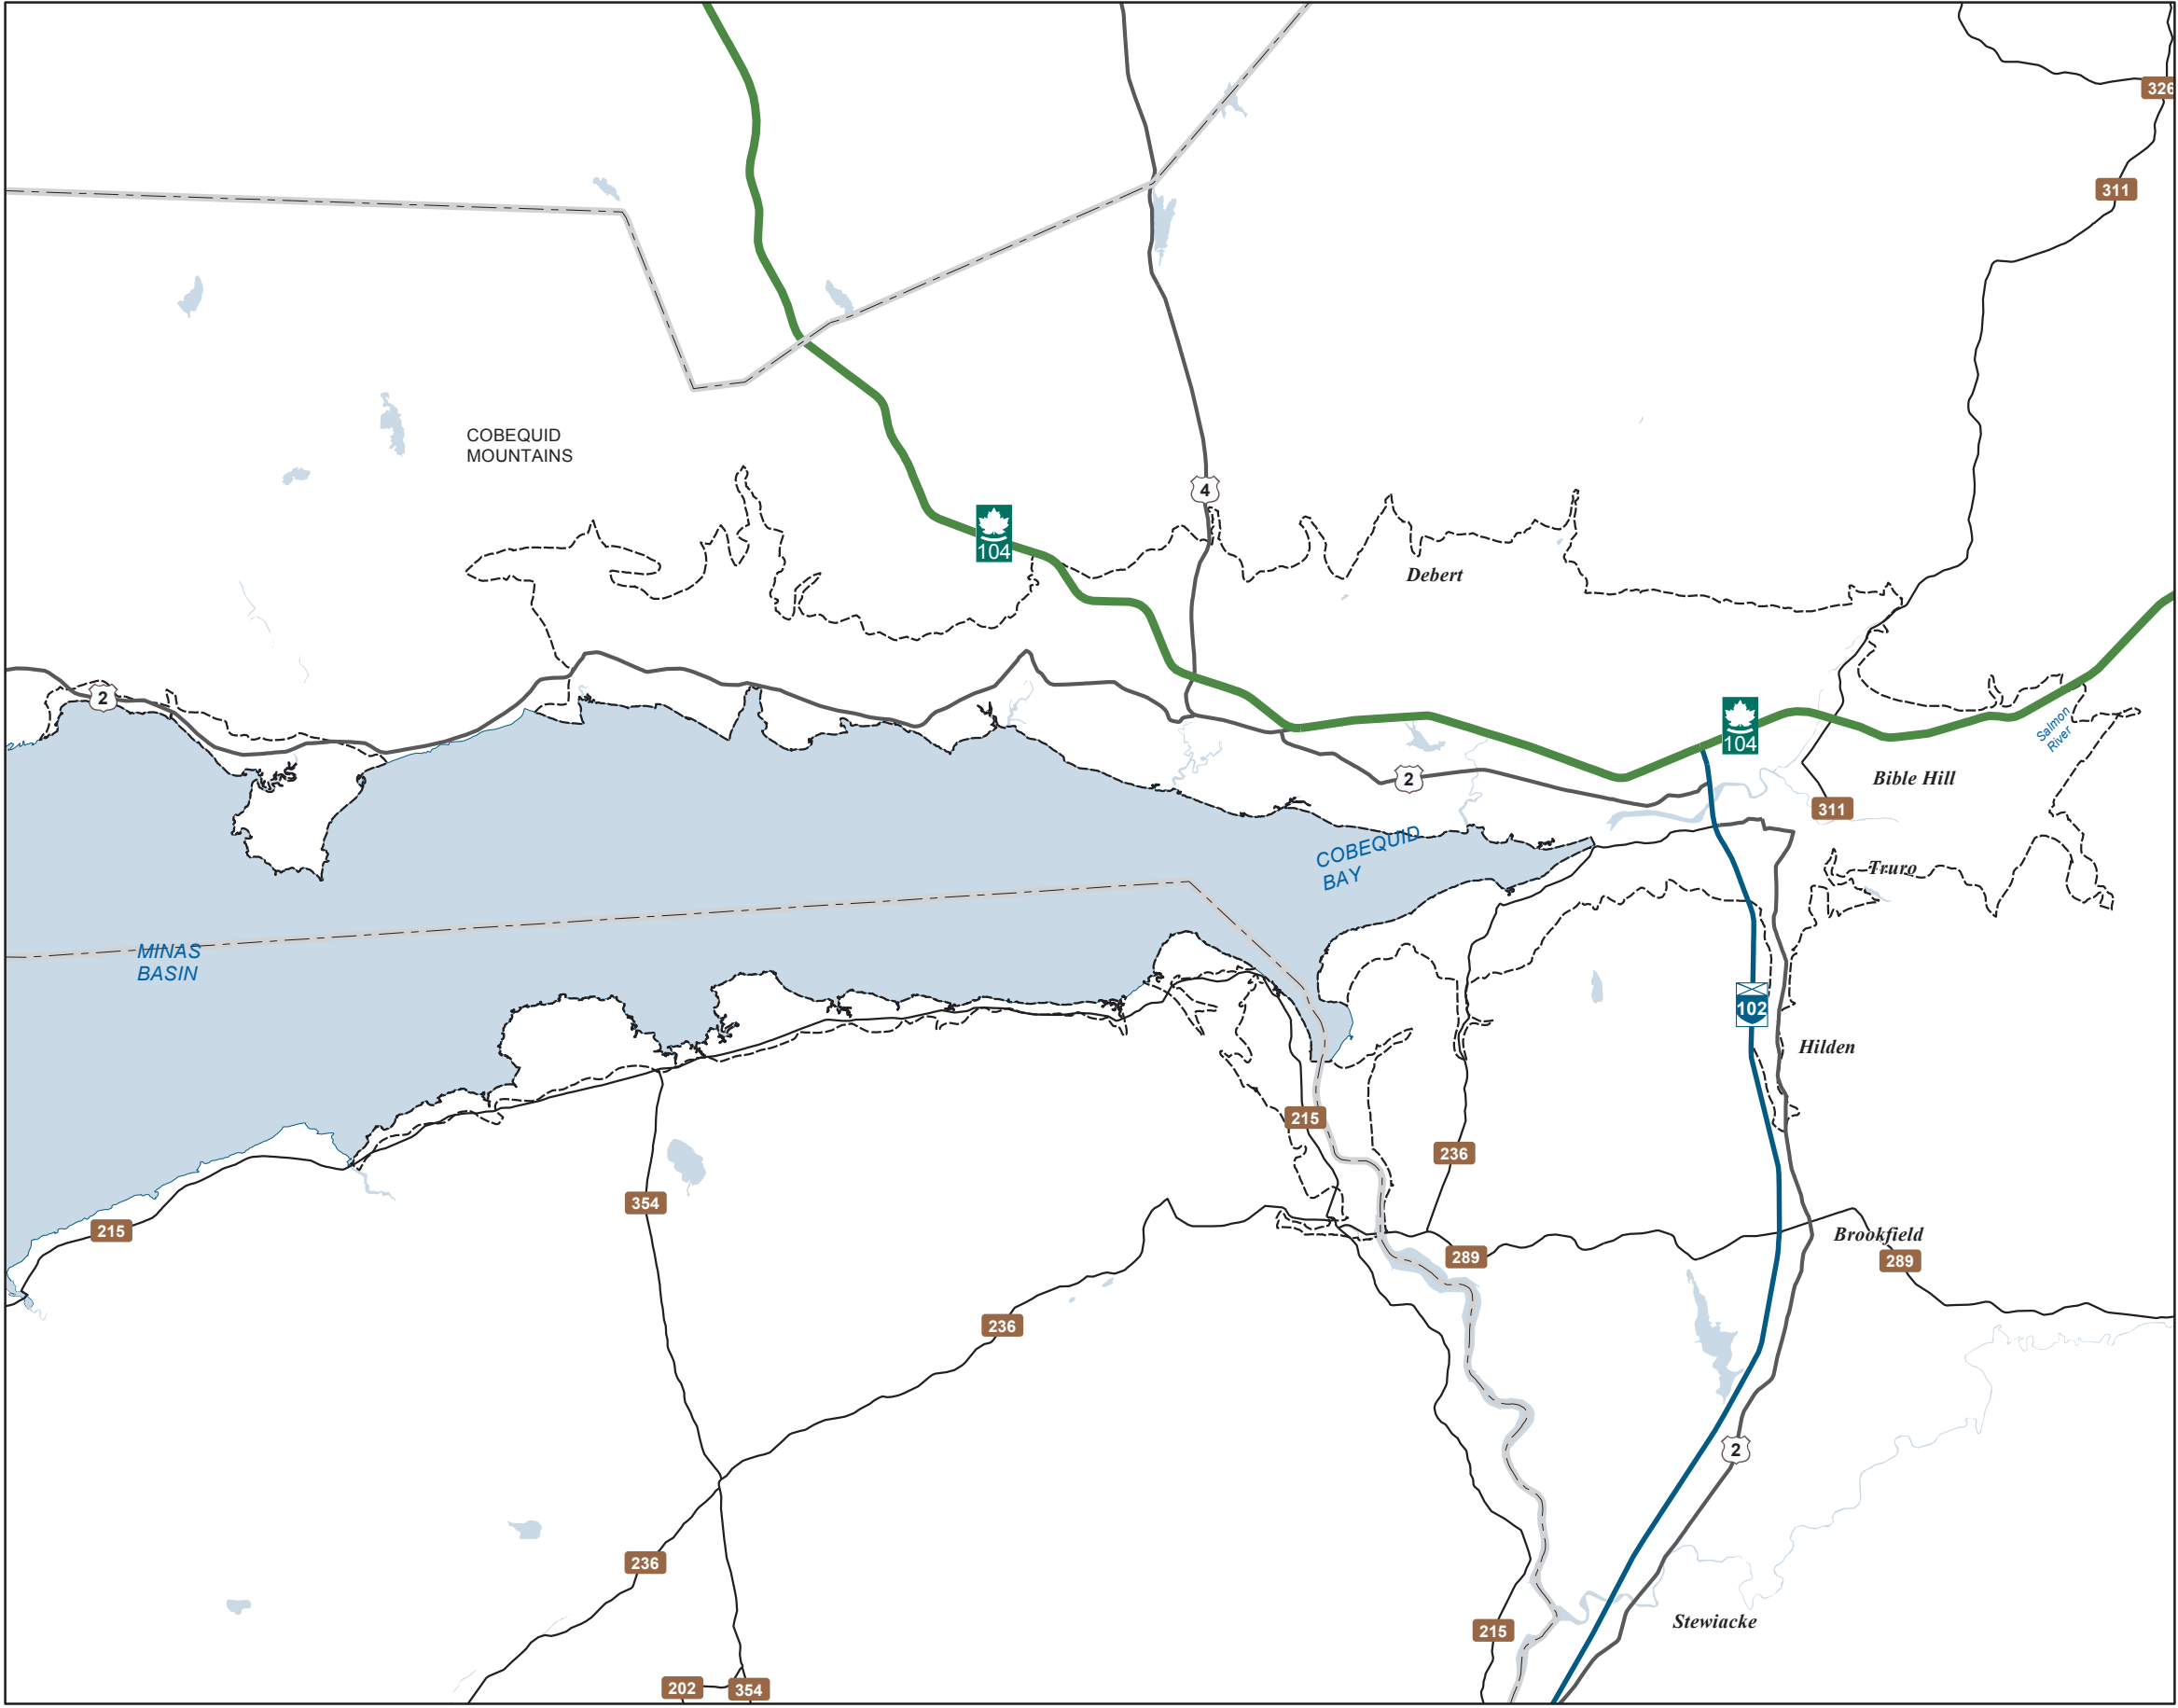 326
311
COBEQUID
MOUNTAINS
4
104
Debert
2
104
Salmon
River
2
Bible Hill
311
COBEQUID
BAY
Truro
MINAS
BASIN
102
Hilden
215
236
354
215
Brookfield
289
289
236
2
236
Stewiacke
215
202
354